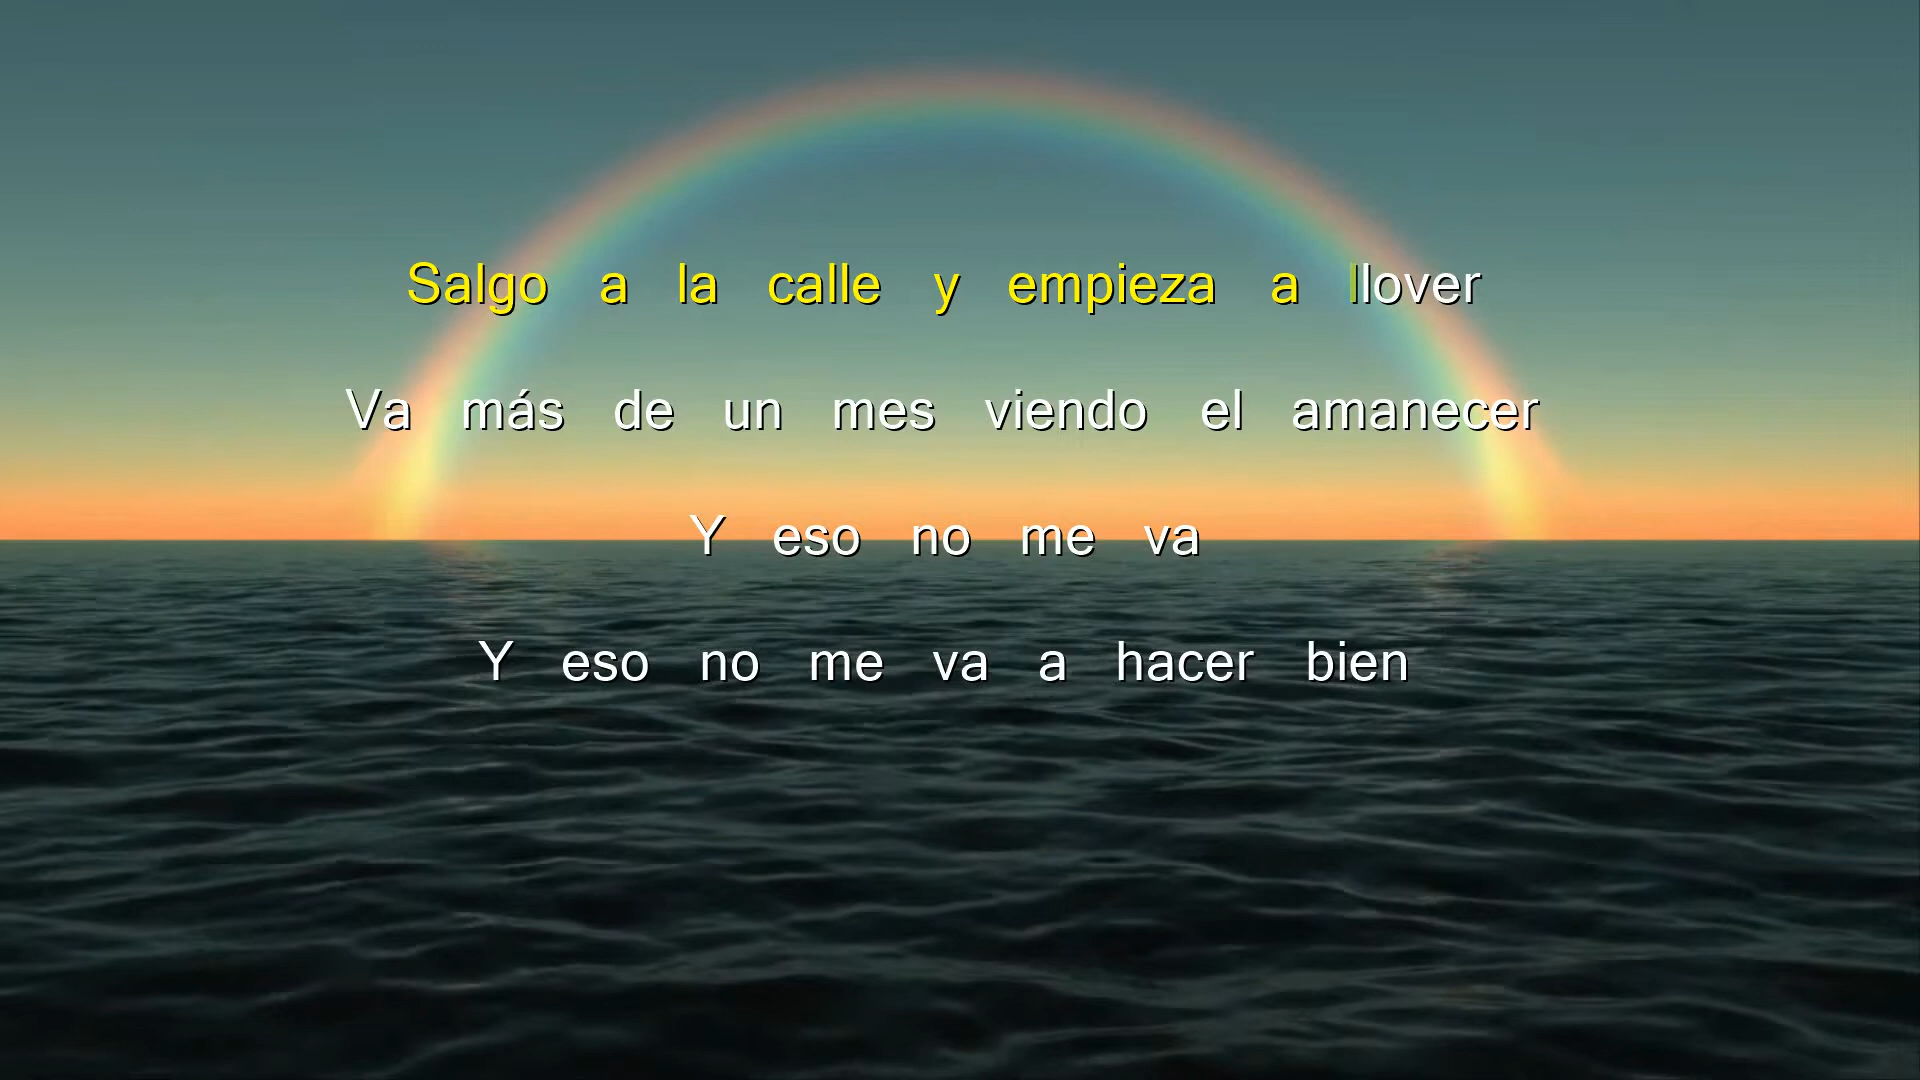 Salgo a la calle y empieza a llover
Va más de un mes viendo el amanecer
Y eso no me va
Y eso no me va a hacer bien